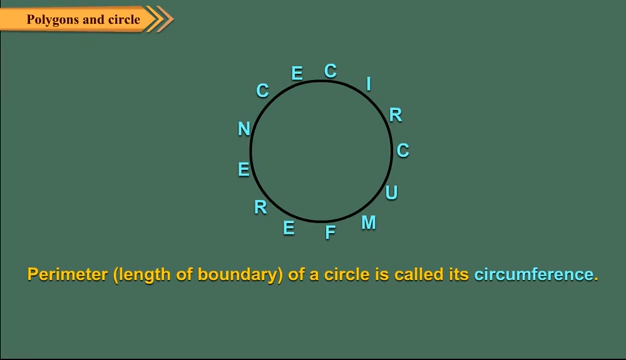 Polygons and circle
CIRCUMFERENCE
Perimeter (length of boundary) of a circle is called its circumference.